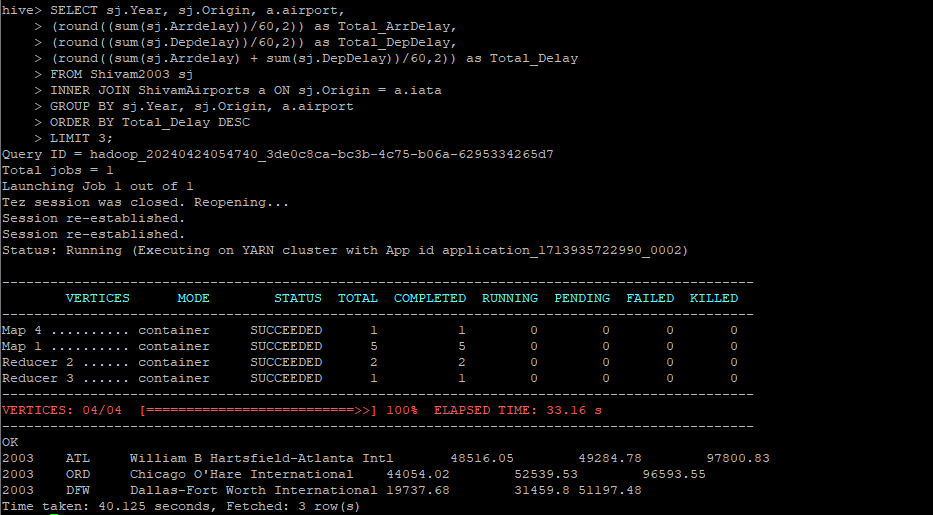 hive> SELECT sj.Year, sj.Origin, a.airport,
    > (round((sum(sj.Arrdelay))/60,2)) as Total_ArrDelay,
    > (round((sum(sj.Depdelay))/60,2)) as Total_DepDelay,
    > (round((sum(sj.Arrdelay) + sum(sj.DepDelay))/60,2)) as Total_Delay
    > FROM Shivam2003 sj
    > INNER JOIN ShivamAirports a ON sj.Origin = a.iata
    > GROUP BY sj.Year, sj.Origin, a.airport
    > ORDER BY Total_Delay DESC
    > LIMIT 3;
Query ID = hadoop_20240424054740_3de0c8ca-bc3b-4c75-b06a-6295334265d7
Total jobs = 1
Launching Job 1 out of 1
Tez session was closed. Reopening...
Session re-established.
Session re-established.
Status: Running (Executing on YARN cluster with App id application_1713935722990_0002)
----------------------------------------------------------------------------------------------
        VERTICES      MODE        STATUS  TOTAL  COMPLETED  RUNNING  PENDING  FAILED  KILLED
----------------------------------------------------------------------------------------------
Map 4 .......... container     SUCCEEDED      1          1        0        0       0       0
Map 1 .......... container     SUCCEEDED      5          5        0        0       0       0
Reducer 2 ...... container     SUCCEEDED      2          2        0        0       0       0
Reducer 3 ...... container     SUCCEEDED      1          1        0        0       0       0
----------------------------------------------------------------------------------------------
VERTICES: 04/04  [==========================>>] 100%  ELAPSED TIME: 33.16 s
----------------------------------------------------------------------------------------------
OK
2003    ATL     William B Hartsfield-Atlanta Intl       48516.05        49284.78        97800.83
2003    ORD     Chicago O'Hare International    44054.02        52539.53        96593.55
2003    DFW     Dallas-Fort Worth International 19737.68        31459.8 51197.48
Time taken: 40.125 seconds, Fetched: 3 row(s)